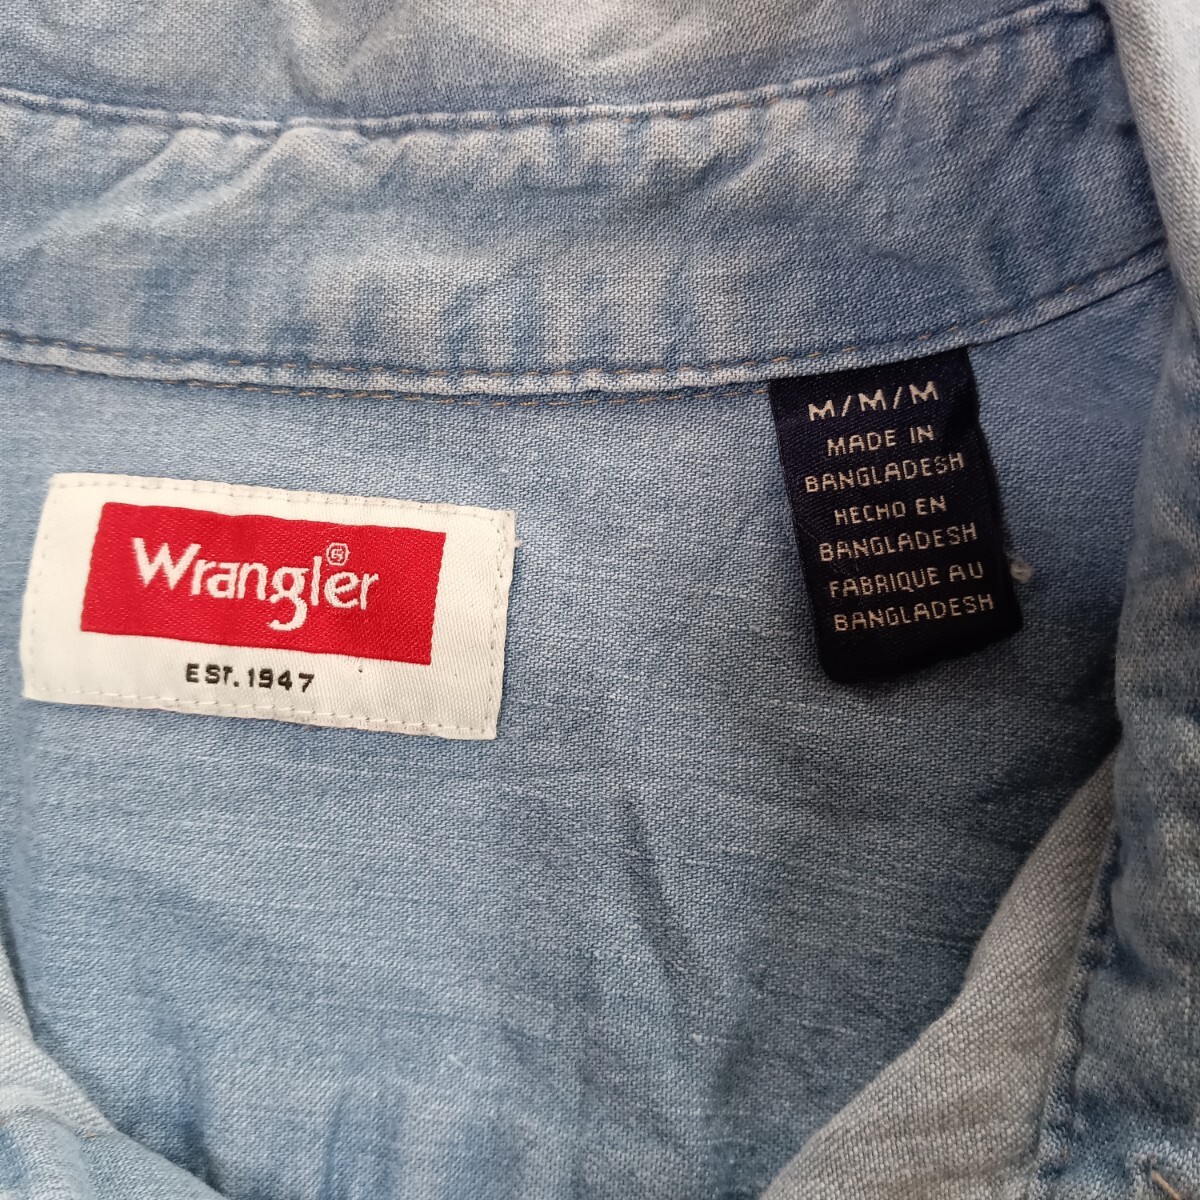 Wrangler®
EST. 1947
M/M/M
MADE IN
BANGLADESH
HECHO EN
BANGLADESH
FABRIQUE AU
BANGLADESH